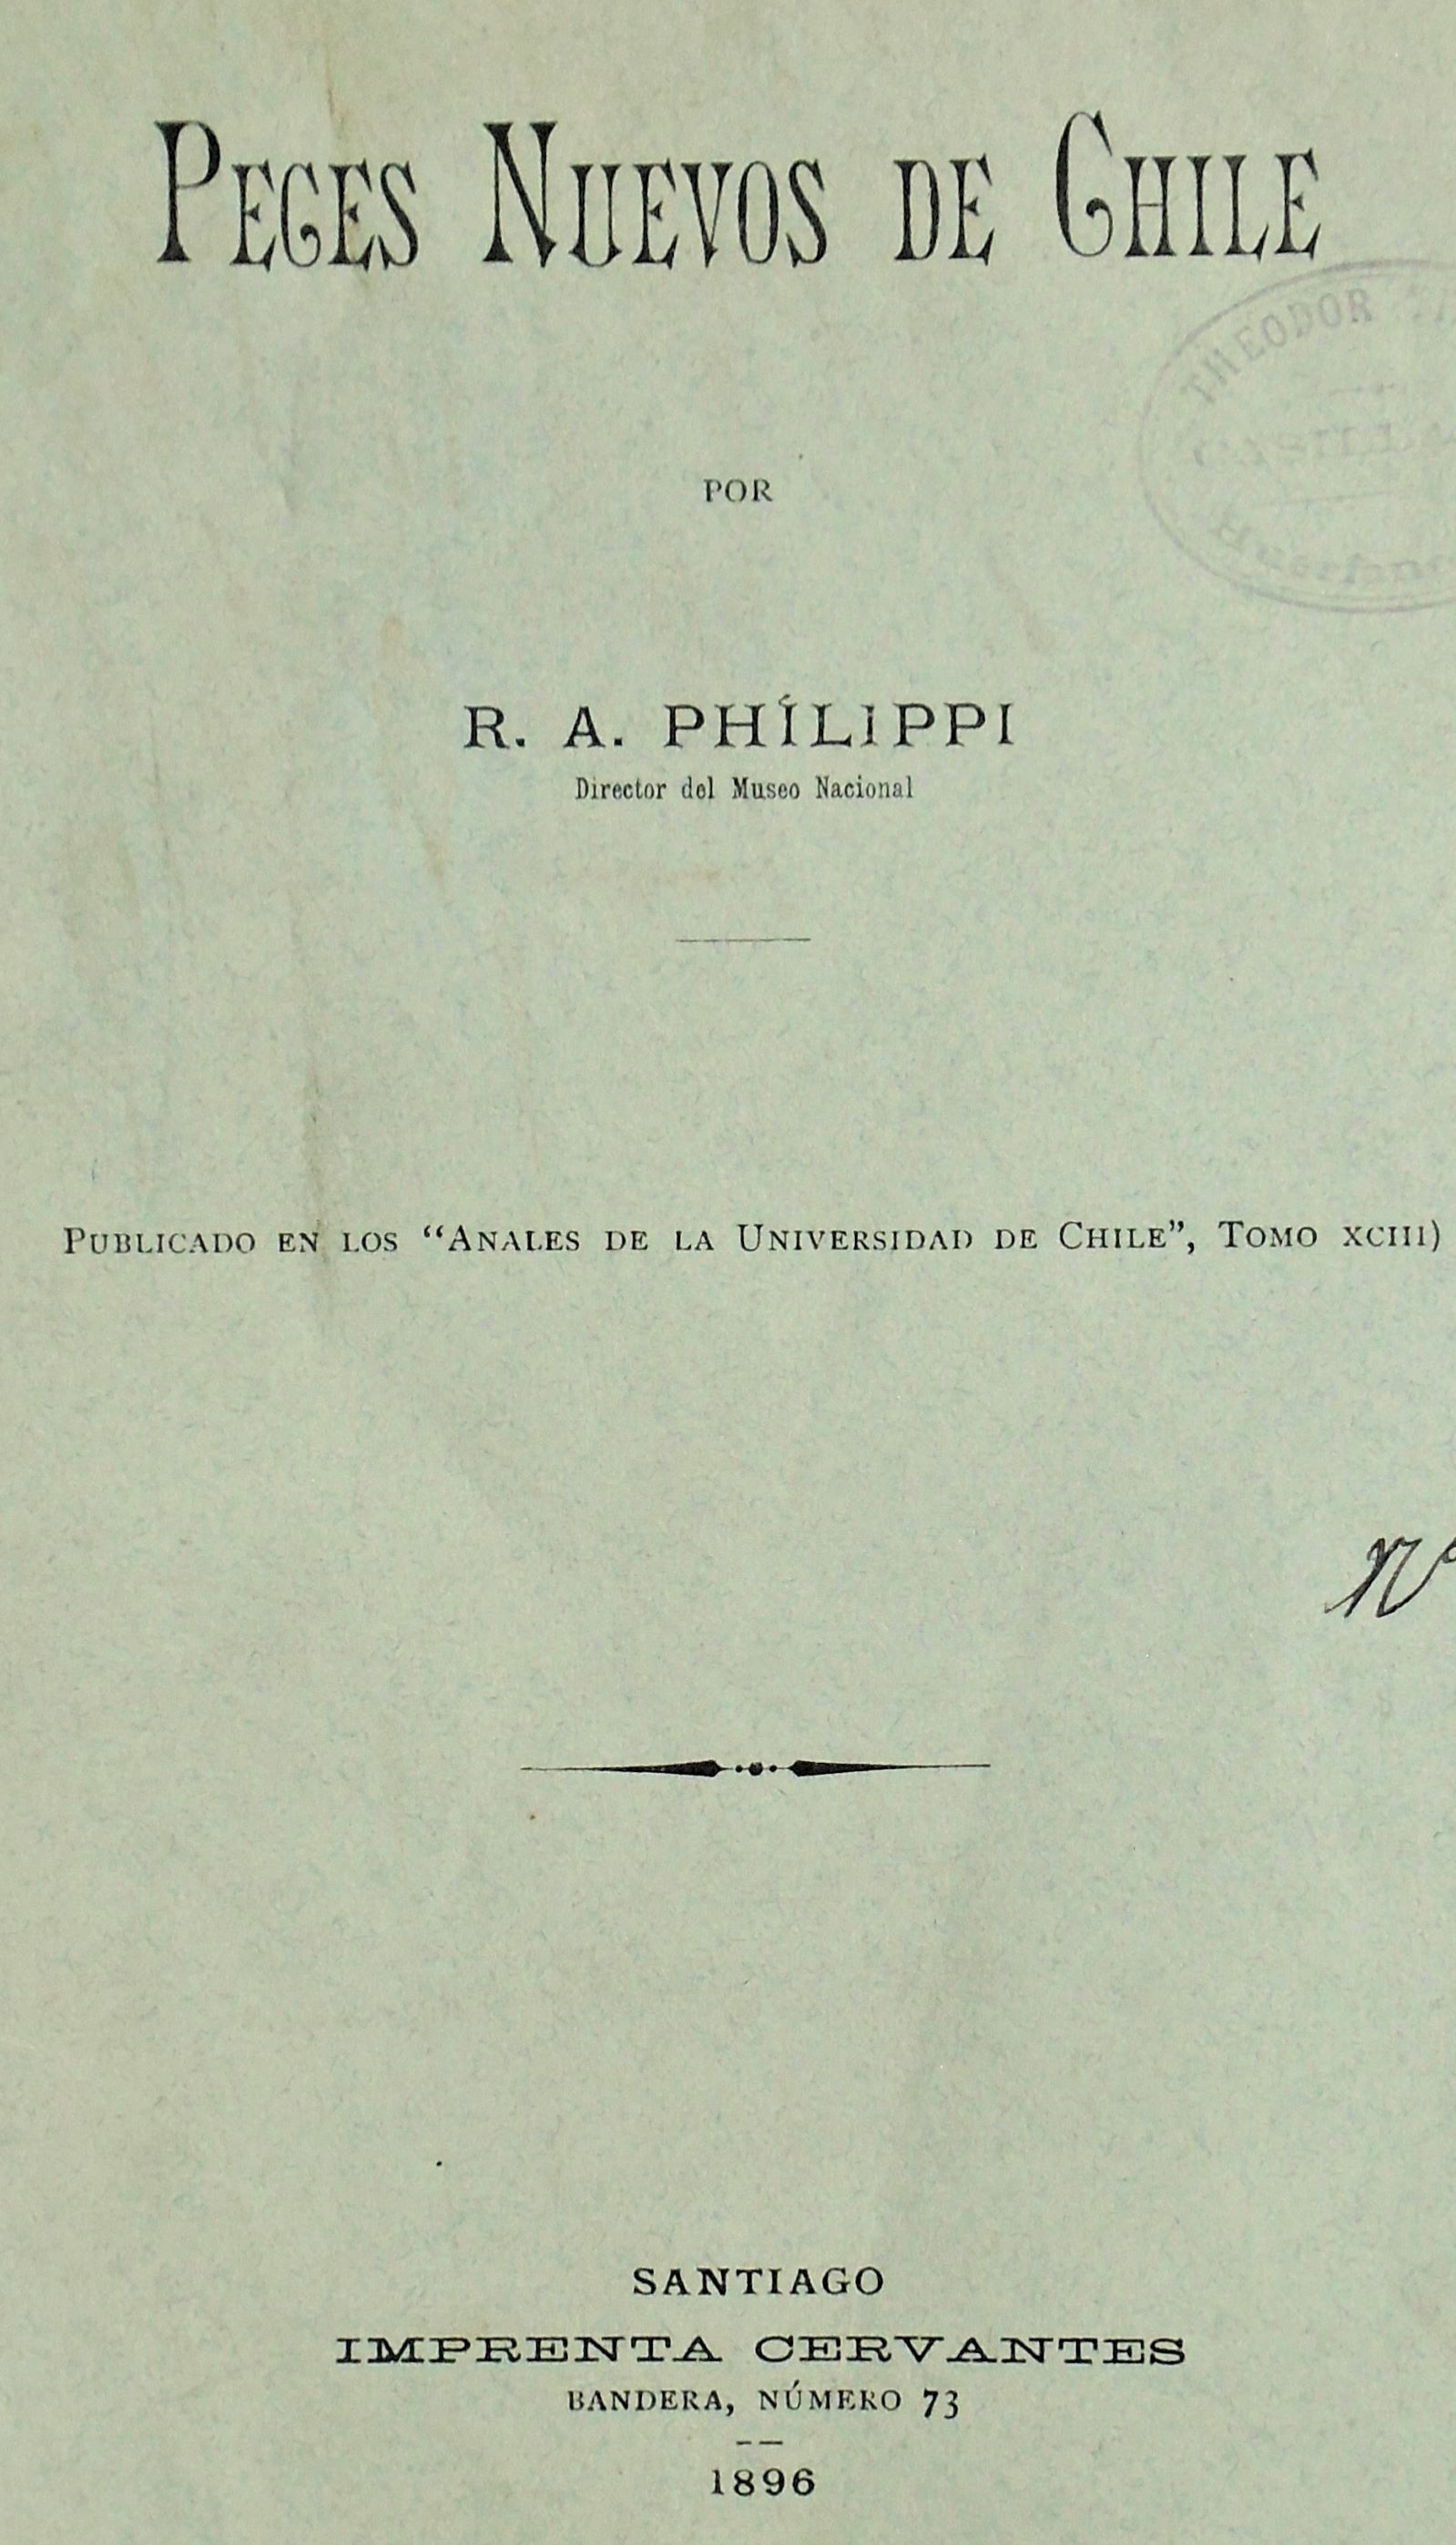 PECES NUEVOS DE CHILE
THEODOR
POR
R. A. PHÍLIPPI
Director del Museo Nacional
PUBLICADO EN LOS “ANALES DE LA UNIVERSIDAD DE CHILE”, TOMO XCIII)
SANTIAGO
IMPRENTA CERVANTES
BANDERA, NÚMERO 73
1896